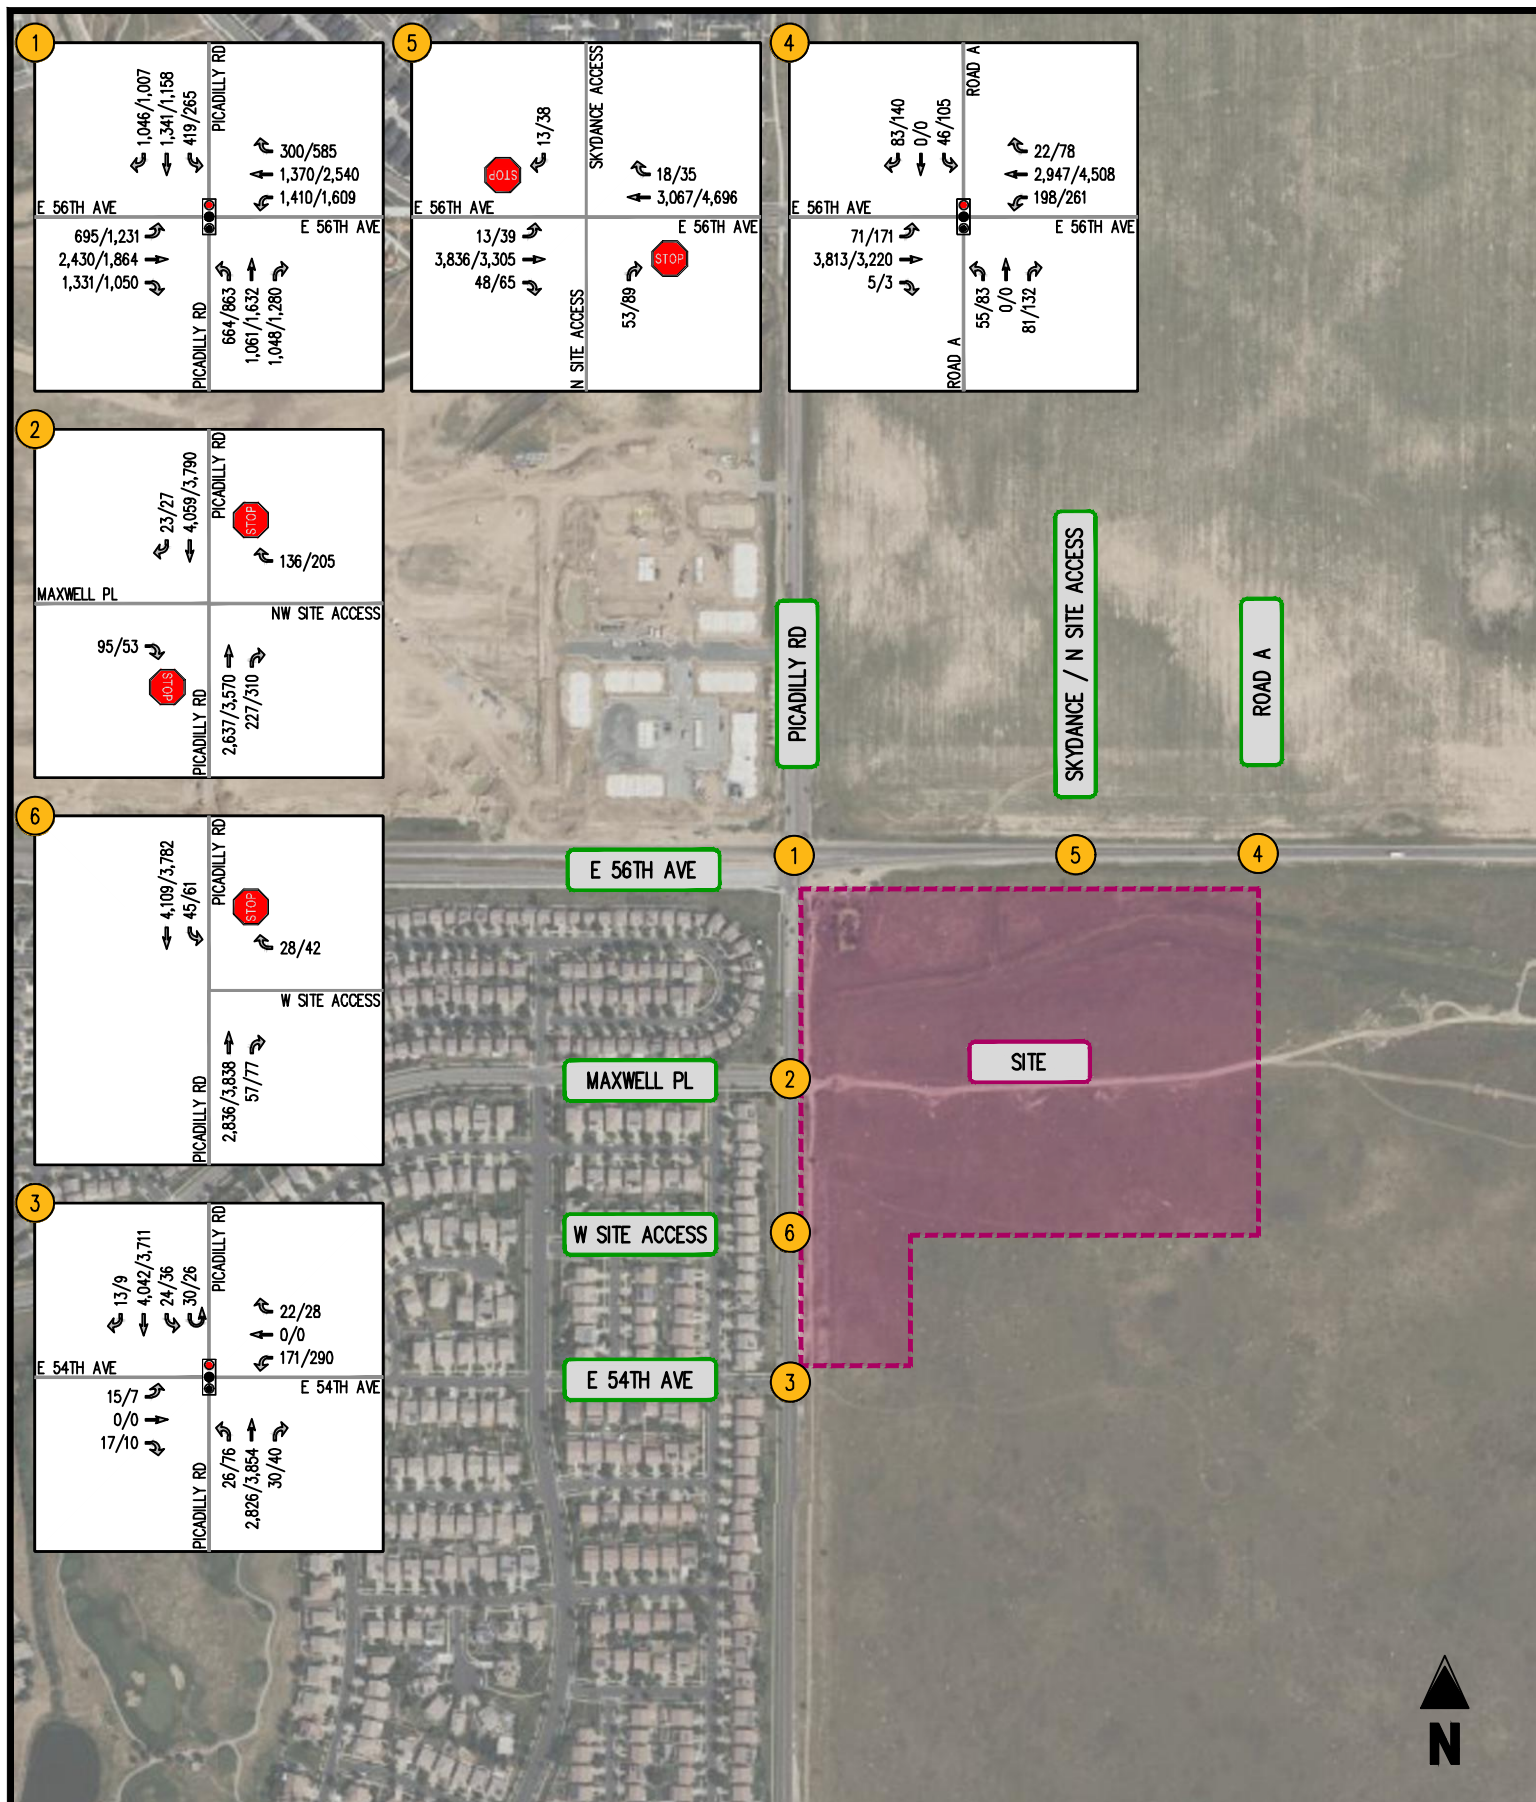 1
PICADILLY RD
1,046/1,007
1,341/1,158
419/265
300/585
1,370/2,540
1,410/1,609
E 56TH AVE
E 56TH AVE
695/1,231
2,430/1,864
1,331/1,050
664/863
1,061/1,632
1,048/1,280
PICADILLY RD
5
SKYDANCE ACCESS
13/38
STOP
18/35
3,067/4,696
E 56TH AVE
E 56TH AVE
13/39
3,836/3,305
48/65
STOP
53/89
N SITE ACCESS
4
ROAD A
83/140
0/0
46/105
22/78
2,947/4,508
198/261
E 56TH AVE
E 56TH AVE
71/171
3,813/3,220
5/3
55/83
0/0
81/132
ROAD A
2
PICADILLY RD
23/27
4,059/3,790
STOP
136/205
MAXWELL PL
NW SITE ACCESS
95/53
STOP
2,637/3,570
227/310
PICADILLY RD
6
PICADILLY RD
4,109/3,782
45/61
STOP
28/42
W SITE ACCESS
2,836/3,838
57/77
PICADILLY RD
3
PICADILLY RD
13/9
4,042/3,711
24/36
30/26
22/28
0/0
171/290
E 54TH AVE
E 54TH AVE
15/7
0/0
17/10
26/76
2,826/3,854
30/40
PICADILLY RD
PICADILLY RD
SKYDANCE / N SITE ACCESS
ROAD A
E 56TH AVE
1
5
4
MAXWELL PL
2
SITE
W SITE ACCESS
6
E 54TH AVE
3
N